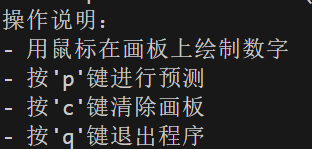 操作说明：
- 用鼠标在画板上绘制数字
- 按'p'键进行预测
- 按'c'键清除画板
- 按'q'键退出程序